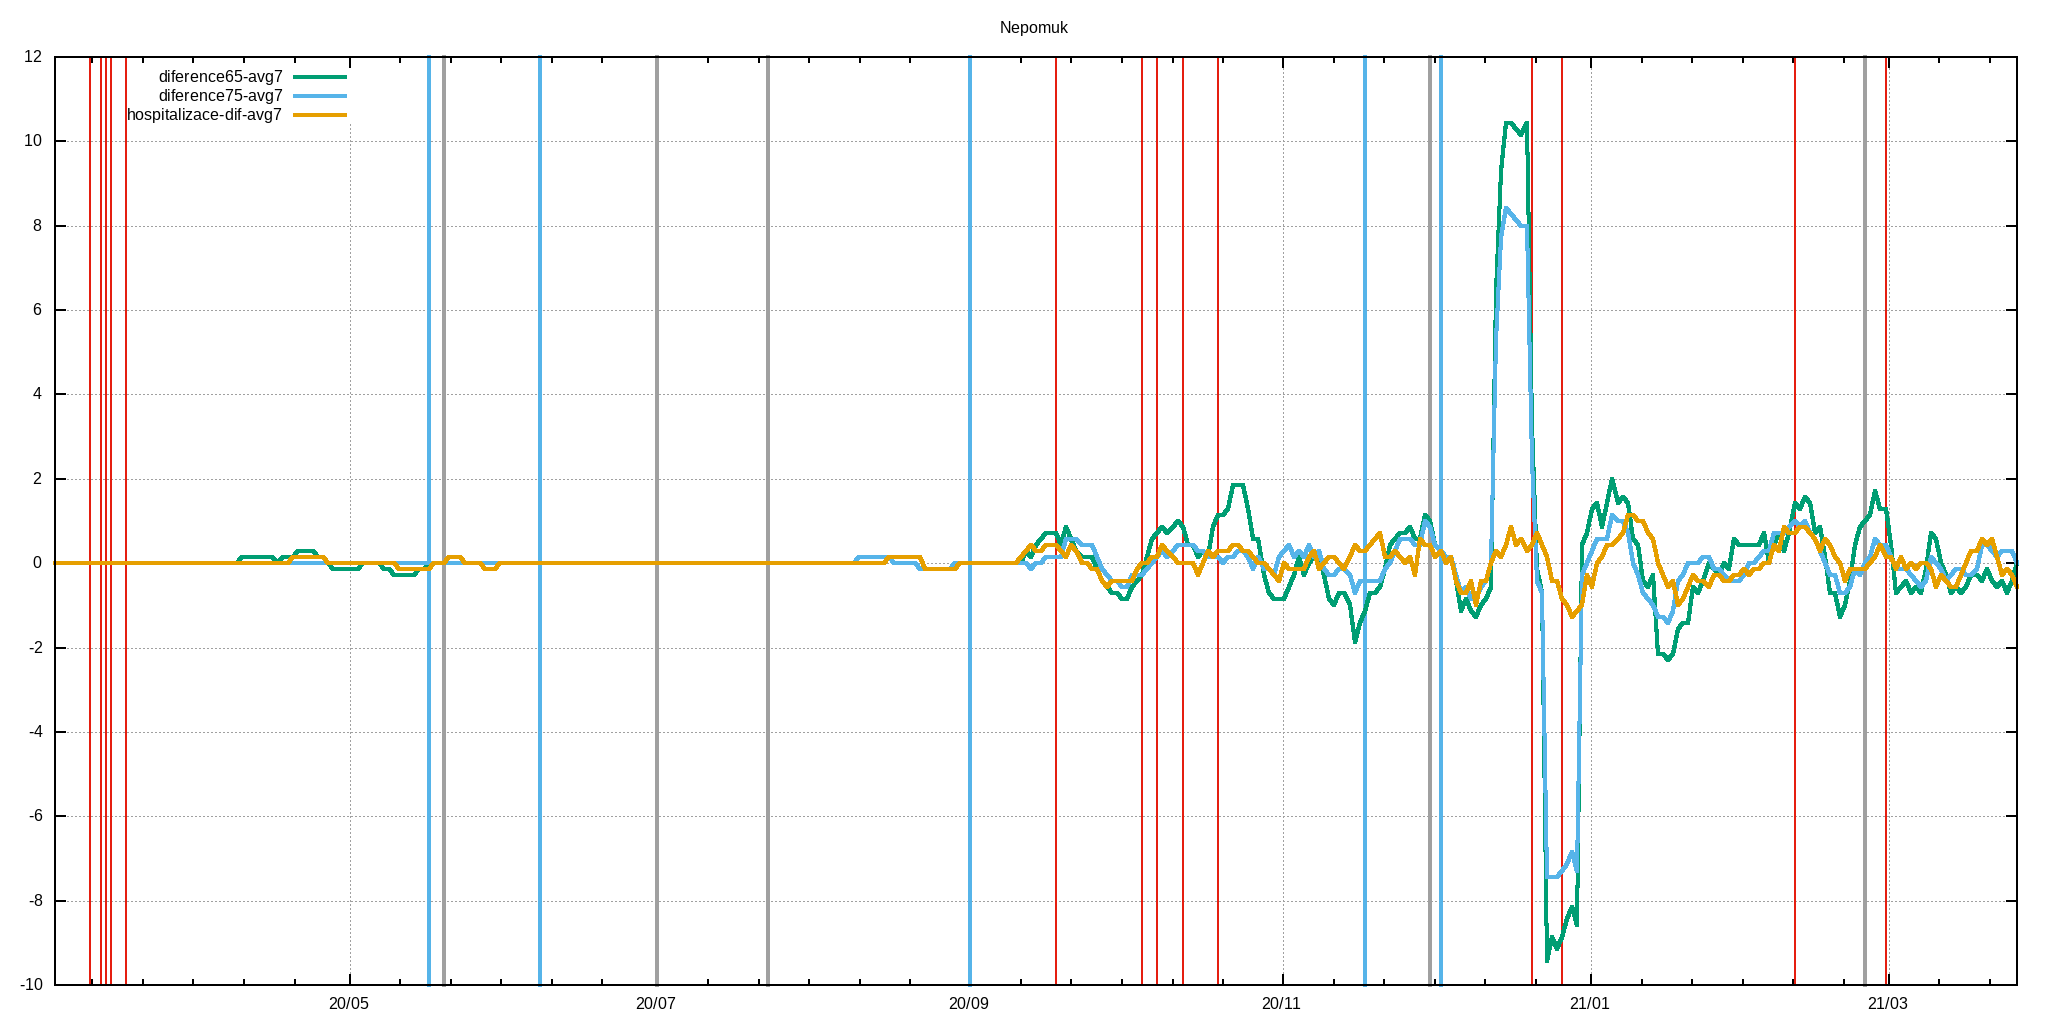 Nepomuk
12
diference65-avg7
diference75-avg7
hospitalizace-dif-avg7
10
8
6
4
2
0
-2
-4
-6
-8
-10
20/05 20/07 20/09 20/11 21/01 21/03